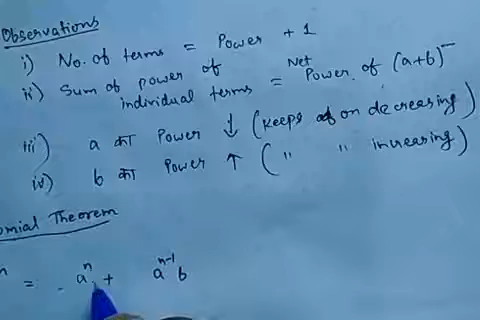 Observations
i) No. of terms = Power + 1
ii) Sum of power of individual terms = Net Power of (a+b)‾
iii) a का Power ↓ (Keeps on decreasing)
iv) b का Power ↑ (" " increasing)
omial Theorem
n = a^n + a^{n-1} b